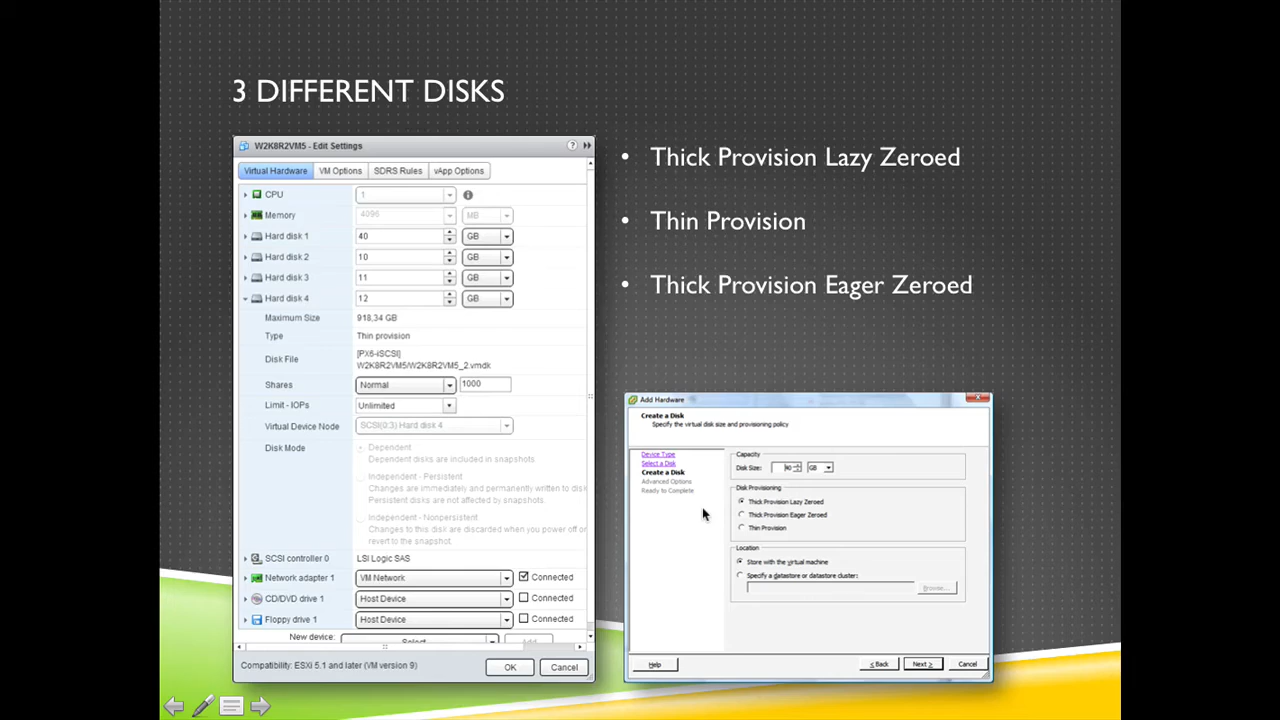 3 DIFFERENT DISKS
W2K8R2VM5 - Edit Settings
Virtual Hardware VM Options SDRS Rules vApp Options
CPU 1
Memory 4096 MB
Hard disk 1 40 GB
Hard disk 2 10 GB
Hard disk 3 11 GB
Hard disk 4 12 GB
Maximum Size 918,34 GB
Type Thin provision
Disk File [PX6-iSCSI]
W2K8R2VM5/W2K8R2VM5_2.vmdk
Shares Normal 1000
Limit - IOPs Unlimited
Virtual Device Node SCSI(0:3) Hard disk 4
Disk Mode Dependent
Dependent disks are included in snapshots.
Independent - Persistent
Changes are immediately and permanently written to disk
Persistent disks are not affected by snapshots.
Independent - Nonpersistent
Changes to this disk are discarded when you power off or
revert to the snapshot.
SCSI controller 0 LSI Logic SAS
Network adapter 1 VM Network Connected
CD/DVD drive 1 Host Device Connected
Floppy drive 1 Host Device Connected
New device: Select Add
Compatibility: ESXi 5.1 and later (VM version 9) OK Cancel
• Thick Provision Lazy Zeroed
• Thin Provision
• Thick Provision Eager Zeroed
Add Hardware
Create a Disk
Specify the virtual disk size and provisioning policy
Device Type
Select a Disk
Create a Disk
Advanced Options
Ready to Complete
Capacity
Disk Size: 40 GB
Disk Provisioning
Thick Provision Lazy Zeroed
Thick Provision Eager Zeroed
Thin Provision
Location
Store with the virtual machine
Specify a datastore or datastore cluster:
Browse...
Help < Back Next > Cancel